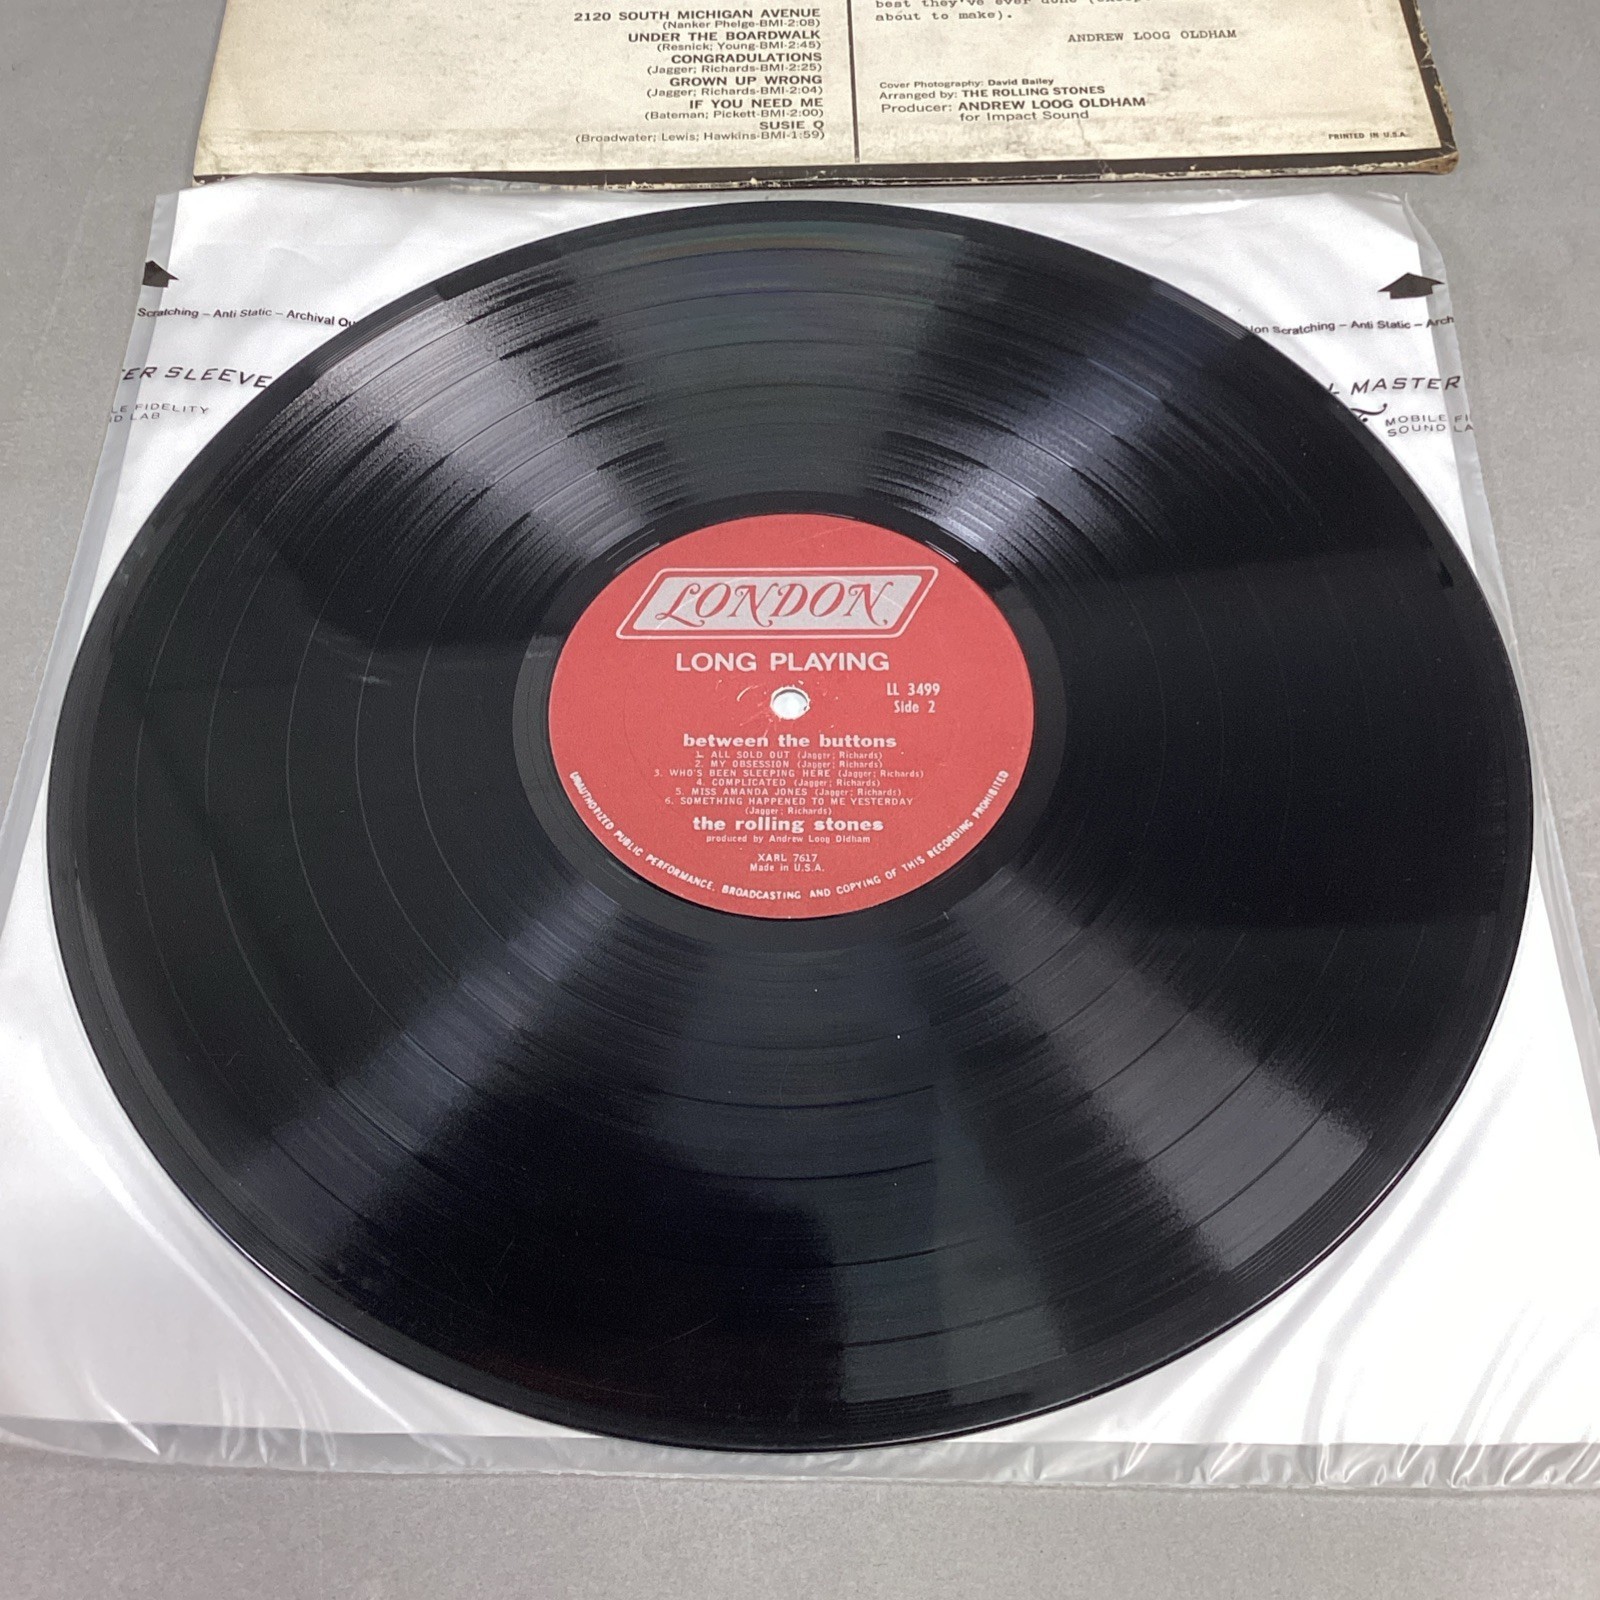 2120 SOUTH MICHIGAN AVENUE
(Nanker Phelge-BMI-2:08)
UNDER THE BOARDWALK
(Resnick; Young-BMI-2:45)
CONGRADULATIONS
(Jagger; Richards-BMI-2:25)
GROWN UP WRONG
(Jagger; Richards-BMI-2:04)
IF YOU NEED ME
(Bateman; Pickett-BMI-2:00)
SUSIE Q
(Broadwater; Lewis; Hawkins-BMI-1:59)
best they've ever done
about to make).
ANDREW LOOG OLDHAM
Cover Photography: David Bailey
Arranged by: THE ROLLING STONES
Producer: ANDREW LOOG OLDHAM
for Impact Sound
PRINTED IN U.S.A.
Scratching – Anti Static – Archival Qu
ER SLEEVE
LE FIDELITY
D LAB
Non Scratching – Anti Static – Arch
L MASTER
MOBILE FI
SOUND LA
LONDON
LONG PLAYING
LL 3499
Side 2
between the buttons
1. ALL SOLD OUT (Jagger; Richards)
2. MY OBSESSION (Jagger; Richards)
3. WHO'S BEEN SLEEPING HERE (Jagger; Richards)
4. COMPLICATED (Jagger; Richards)
5. MISS AMANDA JONES (Jagger; Richards)
6. SOMETHING HAPPENED TO ME YESTERDAY
(Jagger; Richards)
the rolling stones
produced by Andrew Loog Oldham
XARL 7617
Made in U.S.A.
UNAUTHORIZED PUBLIC PERFORMANCE, BROADCASTING AND COPYING OF THIS RECORDING PROHIBITED